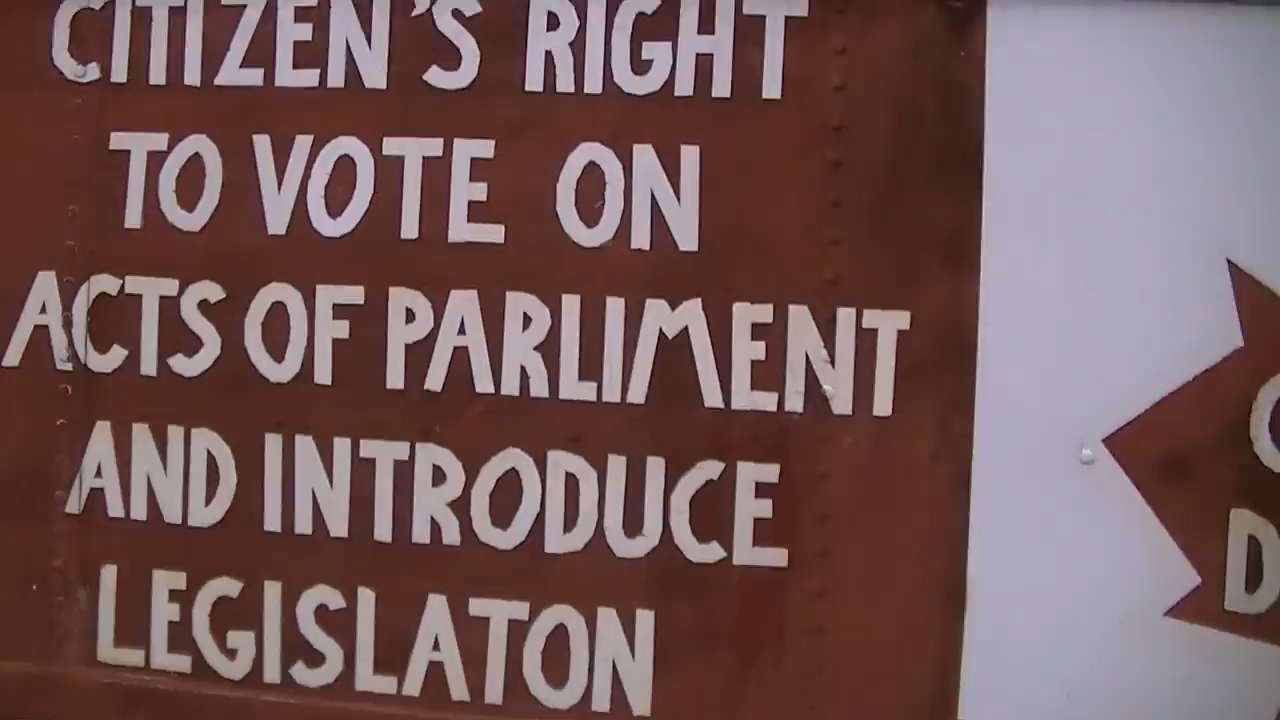 CITIZEN'S RIGHT
TO VOTE ON
ACTS OF PARLIMENT
AND INTRODUCE
LEGISLATON